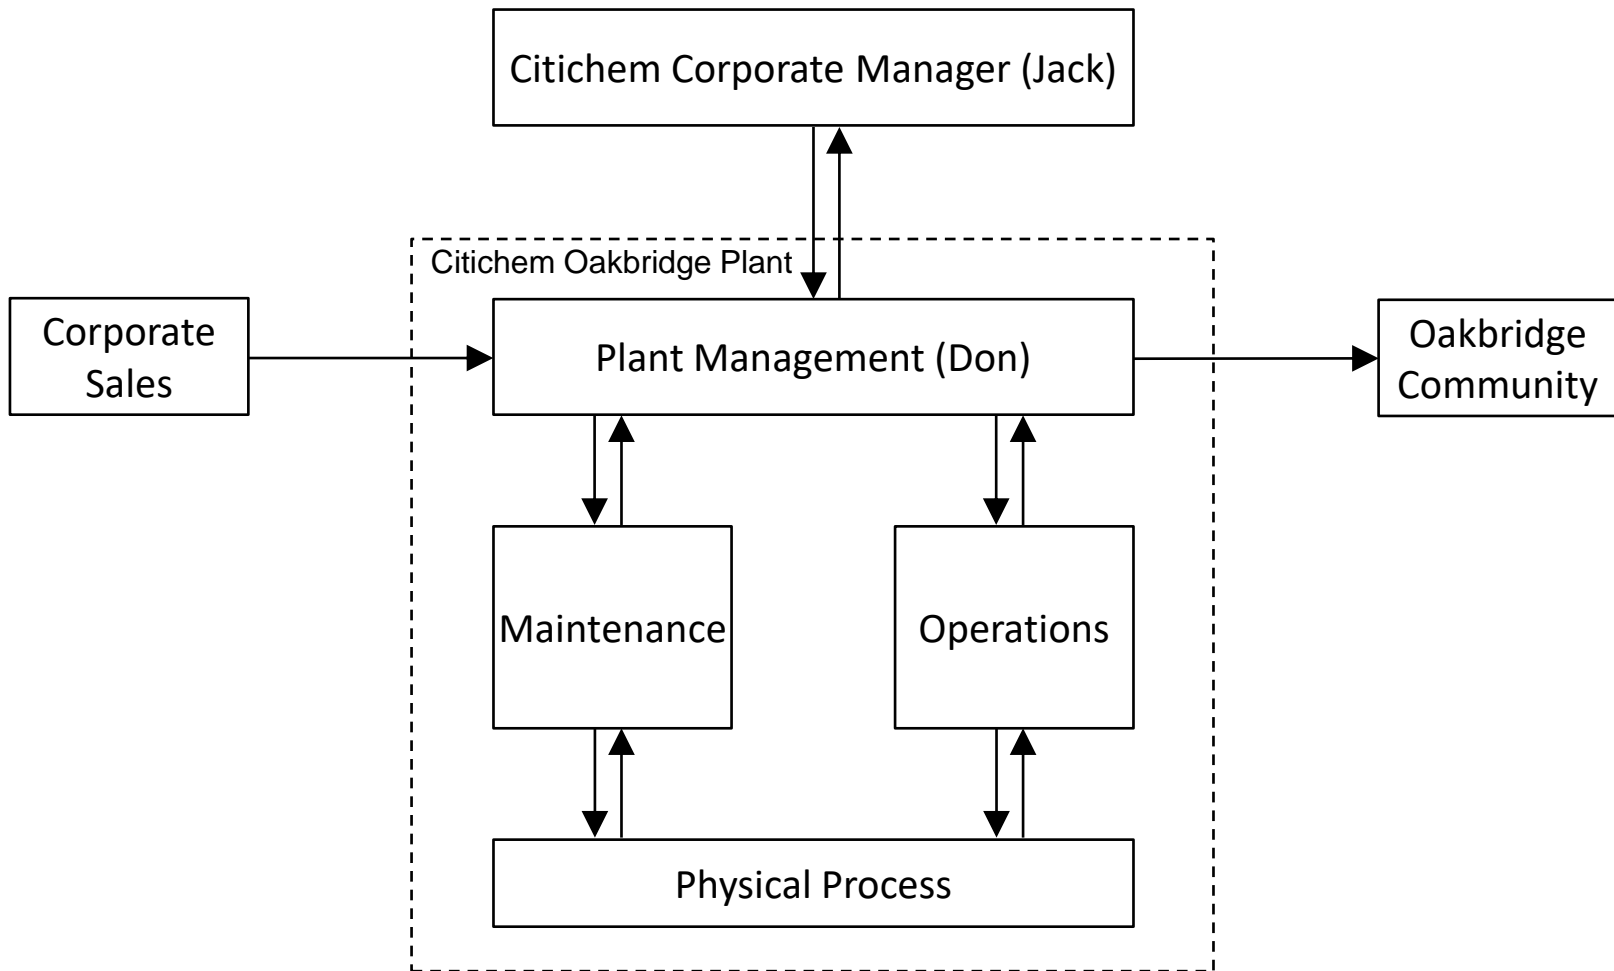 Citichem Corporate Manager (Jack)
Citichem Oakbridge Plant
Corporate
Sales
Plant Management (Don)
Oakbridge
Community
Maintenance
Operations
Physical Process